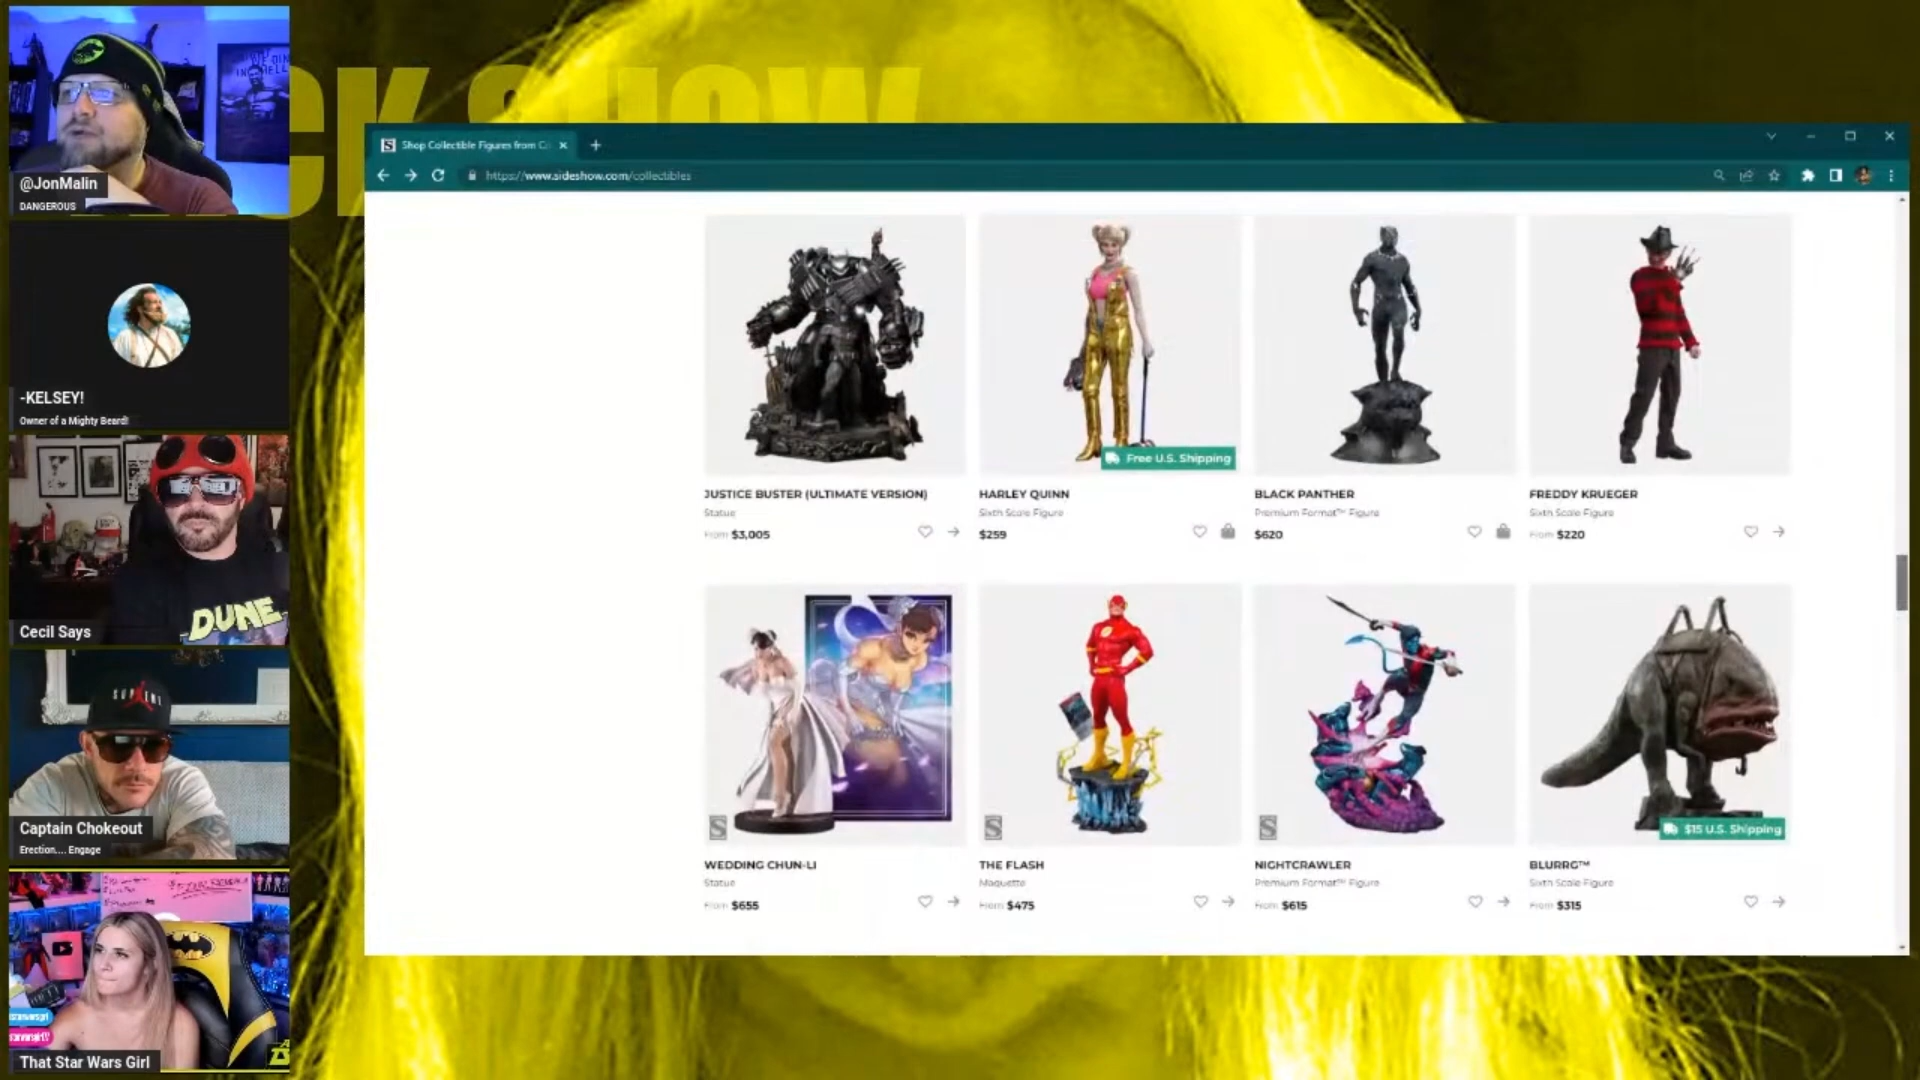 CK SHOW
@JonMalin
DANGEROUS
-KELSEY!
Owner of a Mighty Beard!
DUNE
Cecil Says
Captain Chokeout
Erection.... Engage
That Star Wars Girl
Shop Collectible Figures from Co
https://www.sideshow.com/collectibles
Free U.S. Shipping
JUSTICE BUSTER (ULTIMATE VERSION)
Statue
From $3,005
HARLEY QUINN
Sixth Scale Figure
$259
BLACK PANTHER
Premium Format™ Figure
$620
FREDDY KRUEGER
Sixth Scale Figure
From $220
$15 U.S. Shipping
WEDDING CHUN-LI
Statue
From $655
THE FLASH
Maquette
From $475
NIGHTCRAWLER
Premium Format™ Figure
From $615
BLURRG™
Sixth Scale Figure
From $315